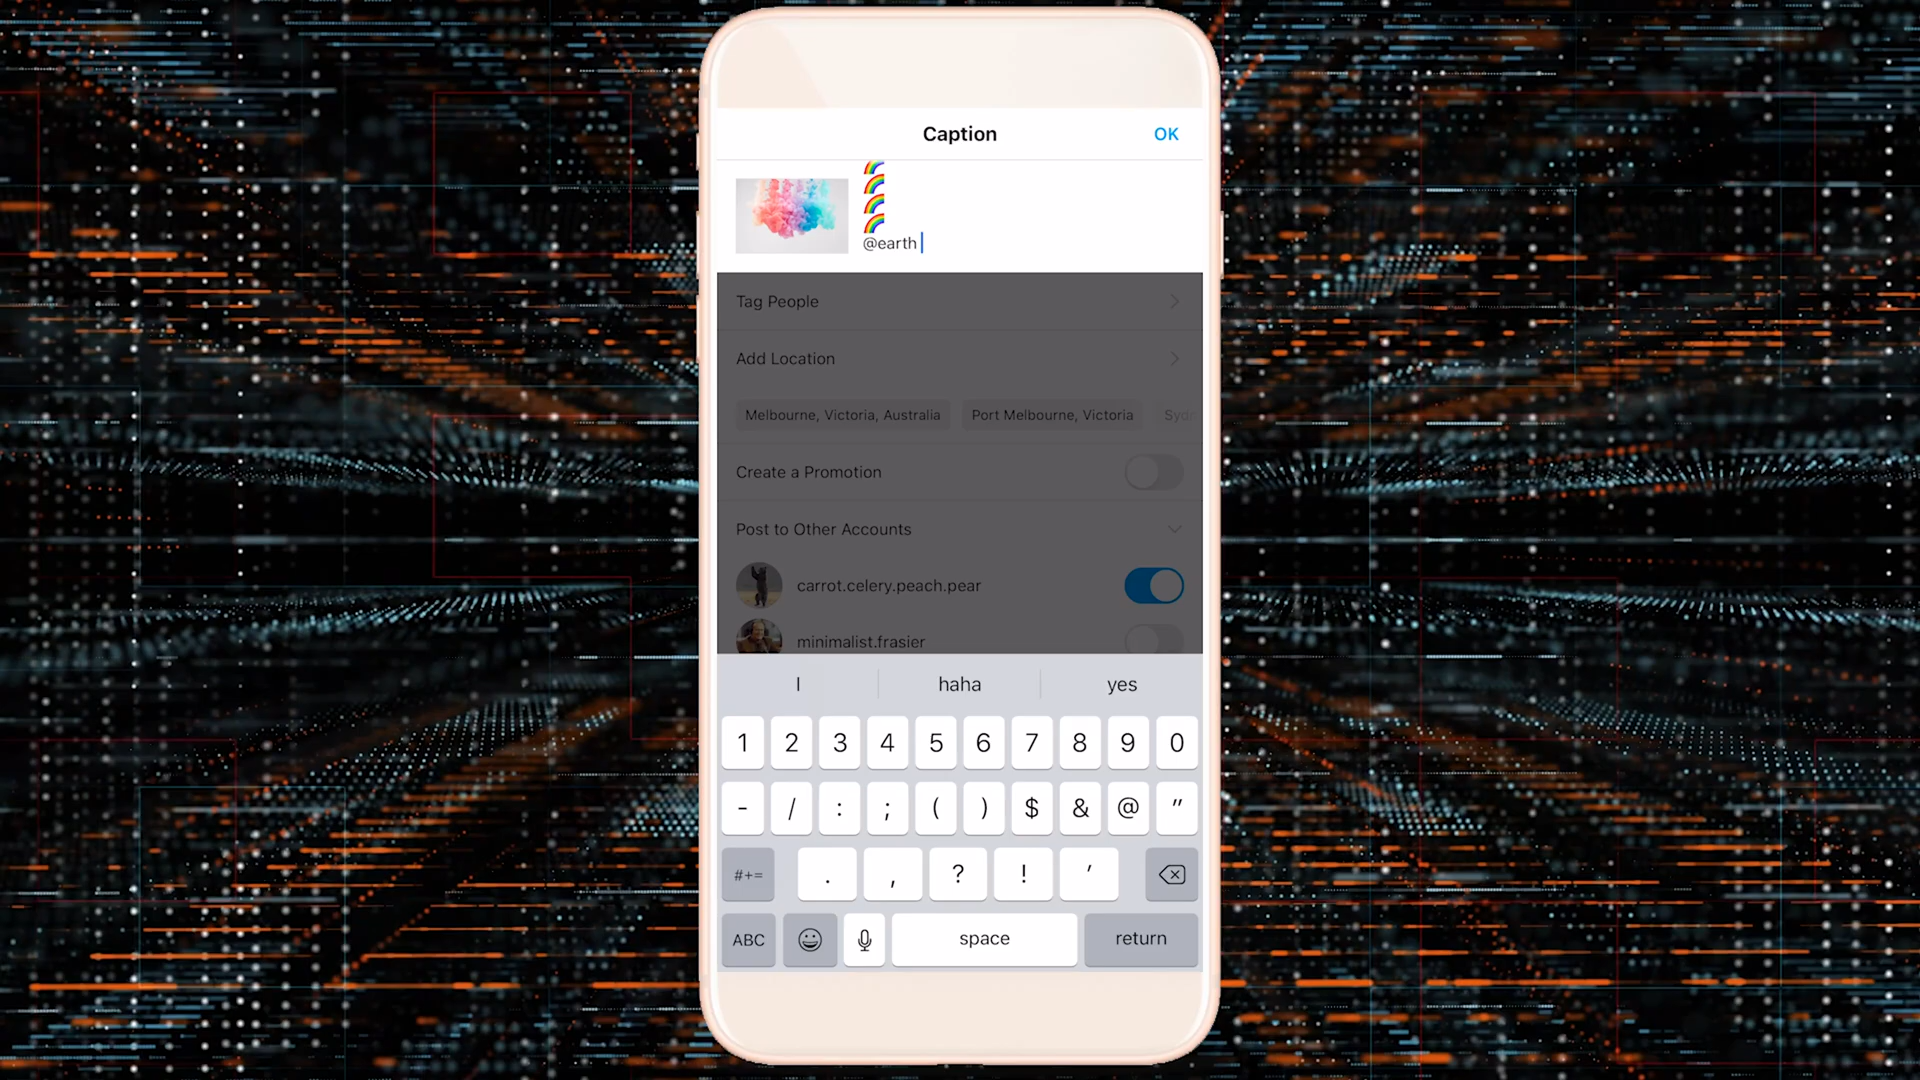 Caption OK
🌈
🌈
🌈
🌈
@earth
Tag People
Add Location
Melbourne, Victoria, Australia Port Melbourne, Victoria
Create a Promotion
Post to Other Accounts
carrot.celery.peach.pear
minimalist.frasier
I haha yes
1 2 3 4 5 6 7 8 9 0
- / : ; ( ) $ & @ "
#+= . , ? ! '
ABC space return